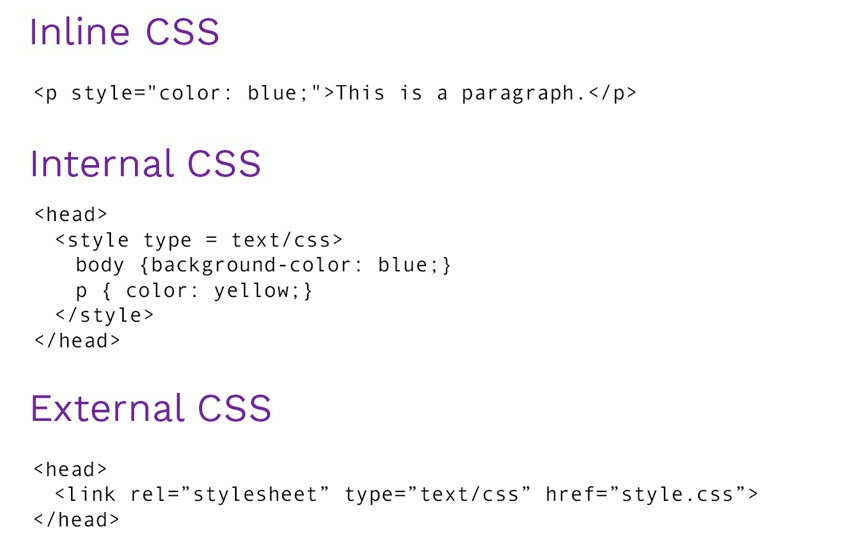 Inline CSS
<p style="color: blue;">This is a paragraph.</p>
Internal CSS
<head>
<style type = text/css>
body {background-color: blue;}
p { color: yellow;}
</style>
</head>
External CSS
<head>
<link rel=”stylesheet” type=”text/css” href=”style.css”>
</head>